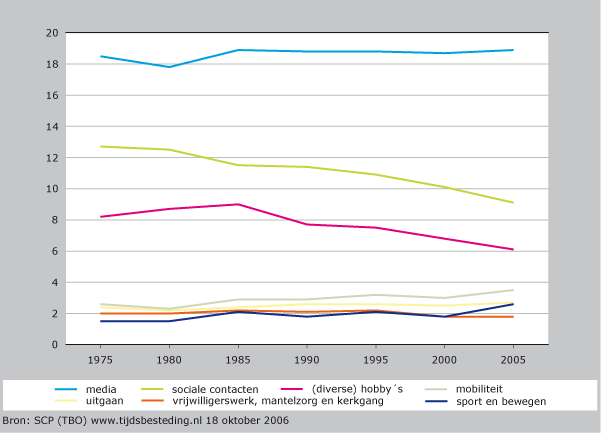 20
18
16
14
12
10
8
6
4
2
0
1975 1980 1985 1990 1995 2000 2005
media sociale contacten (diverse) hobby´s mobiliteit
uitgaan vrijwilligerswerk, mantelzorg en kerkgang sport en bewegen
Bron: SCP (TBO) www.tijdsbesteding.nl 18 oktober 2006